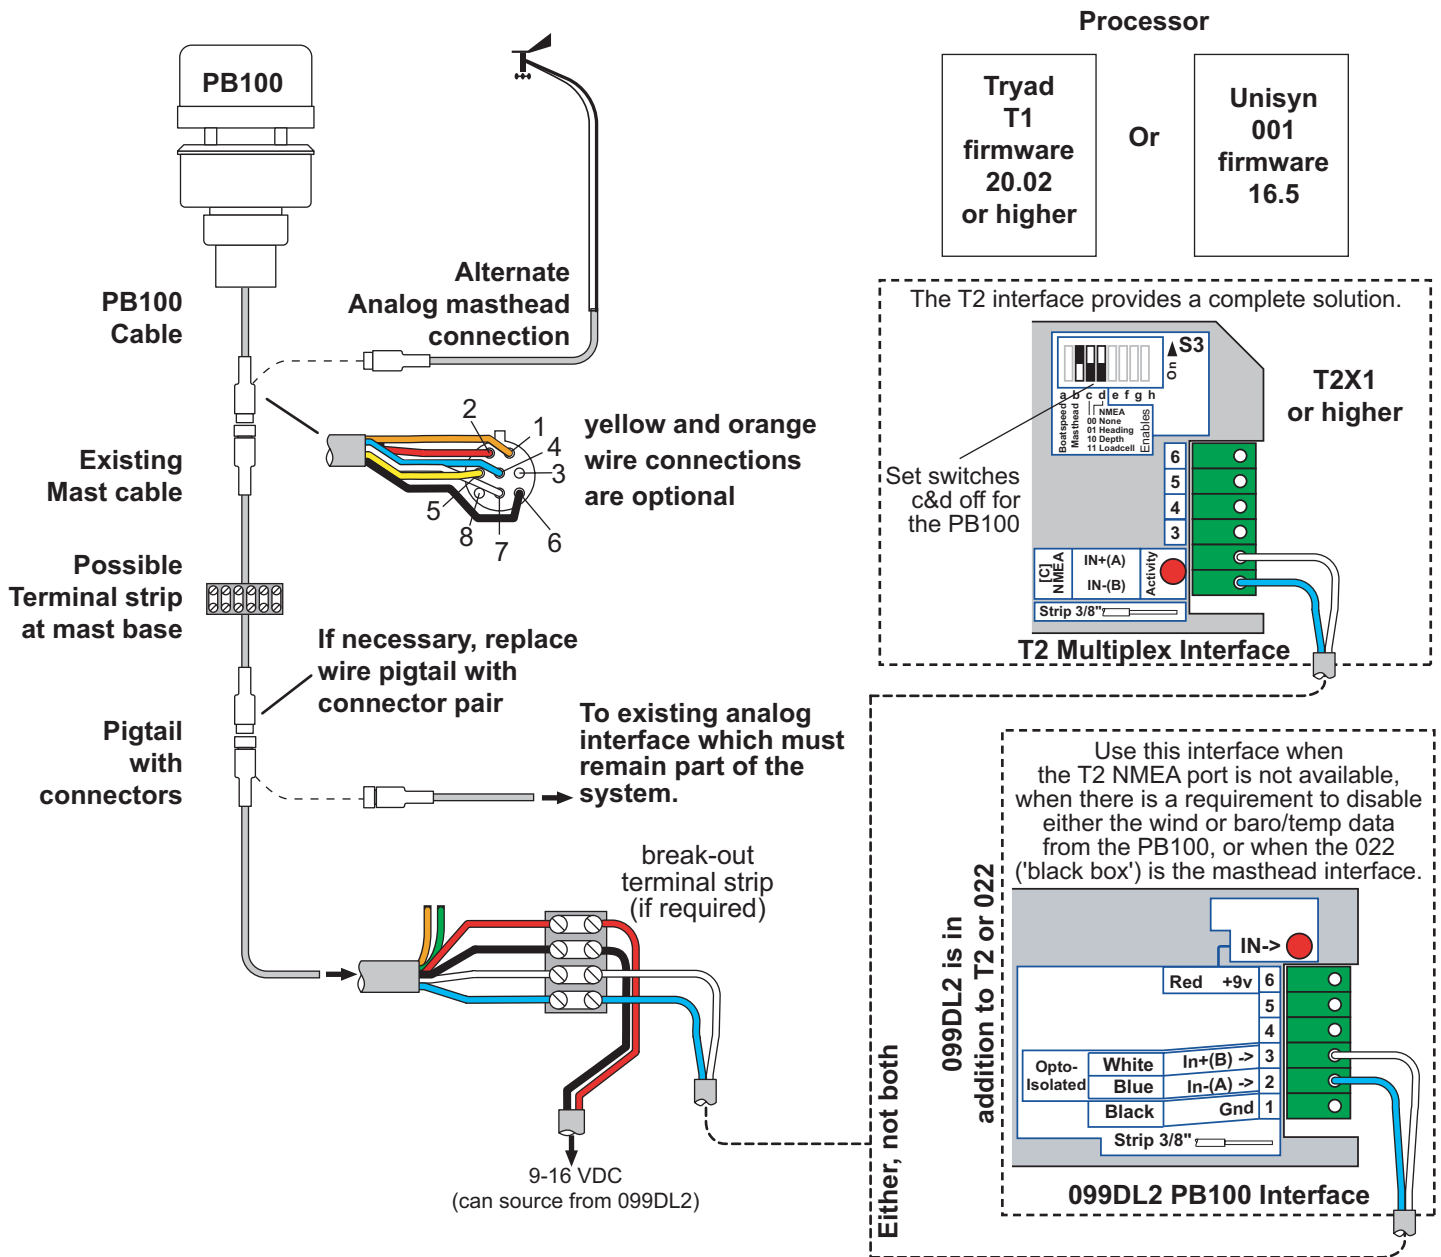 Processor
PB100
Tryad
T1
firmware
20.02
or higher
Or
Unisyn
001
firmware
16.5
PB100
Cable
Alternate
Analog masthead
connection
Existing
Mast cable
2
1
4
3
5
8
7
6
yellow and orange
wire connections
are optional
Possible
Terminal strip
at mast base
If necessary, replace
wire pigtail with
connector pair
Pigtail
with
connectors
To existing analog
interface which must
remain part of the
system.
break-out
terminal strip
(if required)
9-16 VDC
(can source from 099DL2)
The T2 interface provides a complete solution.
S3
On
a b c d e f g h
Boatspeed
Masthead
NMEA
00 None
01 Heading
10 Depth
11 Loadcell
Enables
T2X1
or higher
Set switches
c&d off for
the PB100
6
5
4
3
[C]
NMEA
IN+(A)
IN-(B)
Activity
Strip 3/8"
T2 Multiplex Interface
Either, not both
099DL2 is in
addition to T2 or 022
Use this interface when
the T2 NMEA port is not available,
when there is a requirement to disable
either the wind or baro/temp data
from the PB100, or when the 022
('black box') is the masthead interface.
IN->
Red +9v 6
5
4
Opto-
Isolated
White In+(B) -> 3
Blue In-(A) -> 2
Black Gnd 1
Strip 3/8"
099DL2 PB100 Interface